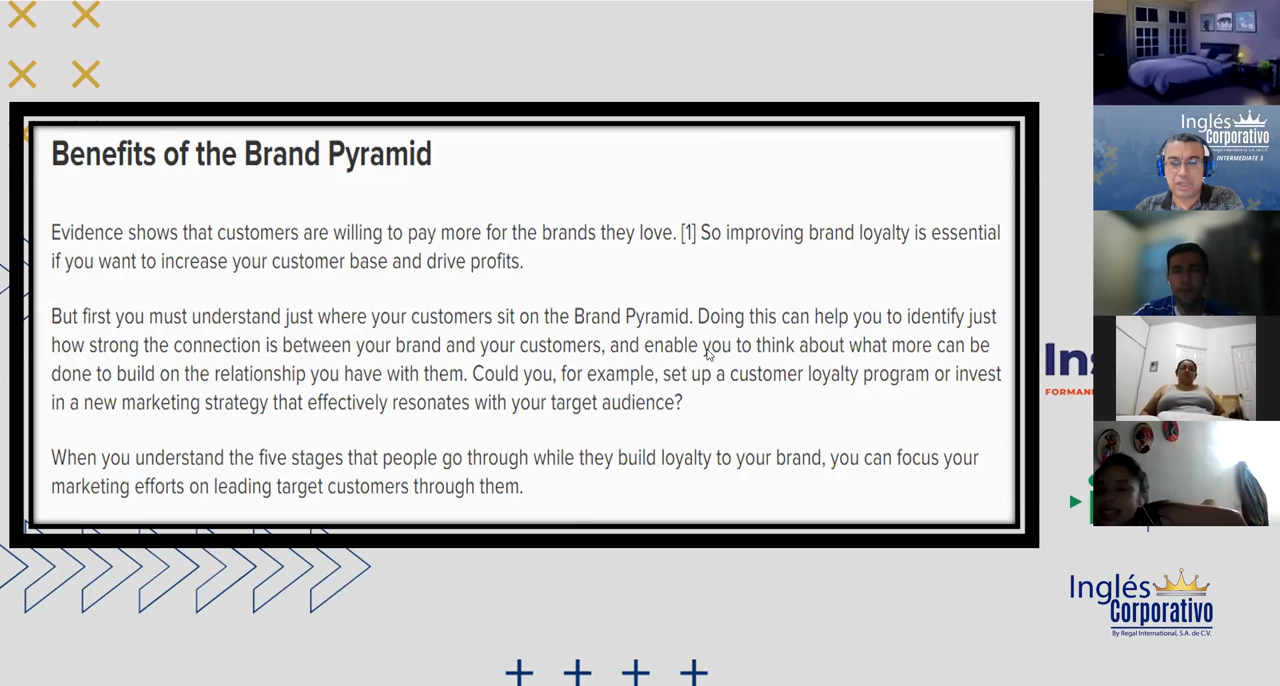 Benefits of the Brand Pyramid
Evidence shows that customers are willing to pay more for the brands they love. [1] So improving brand loyalty is essential
if you want to increase your customer base and drive profits.
But first you must understand just where your customers sit on the Brand Pyramid. Doing this can help you to identify just
how strong the connection is between your brand and your customers, and enable you to think about what more can be
done to build on the relationship you have with them. Could you, for example, set up a customer loyalty program or invest
in a new marketing strategy that effectively resonates with your target audience?
When you understand the five stages that people go through while they build loyalty to your brand, you can focus your
marketing efforts on leading target customers through them.
Inglés
Corporativo
INTERMEDIATE 3
Ins
FORMAN
Inglés
Corporativo
By Regal International, S.A. de C.V.